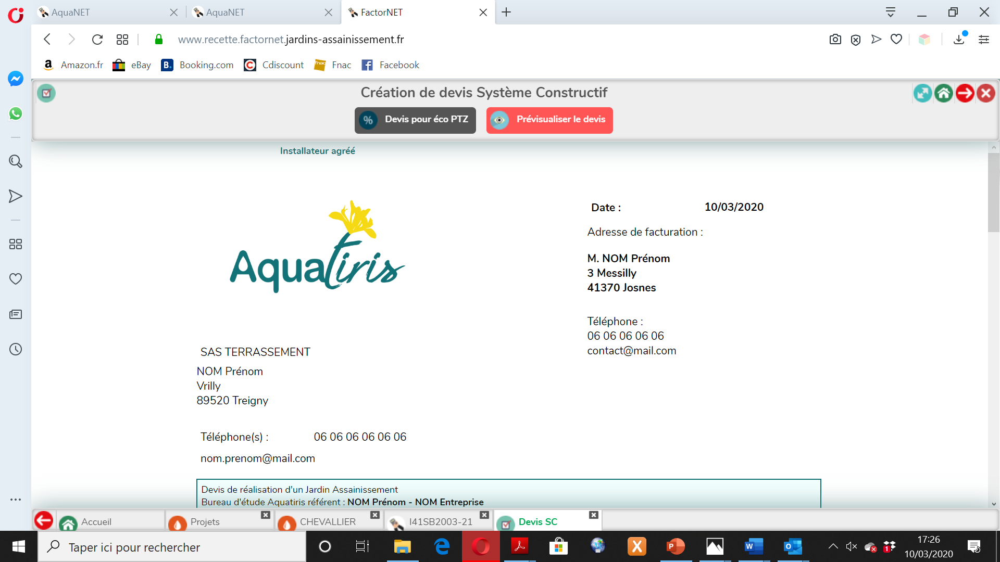 AquaNET
AquaNET
FactorNET
www.recette.factornet.jardins-assainissement.fr
Amazon.fr
eBay
Booking.com
Cdiscount
Fnac
Facebook
Création de devis Système Constructif
% Devis pour éco PTZ
Prévisualiser le devis
Installateur agréé
Aquatiris
Date : 10/03/2020
Adresse de facturation :
M. NOM Prénom
3 Messilly
41370 Josnes
Téléphone :
06 06 06 06 06
contact@mail.com
SAS TERRASSEMENT
NOM Prénom
Vrilly
89520 Treigny
Téléphone(s) : 06 06 06 06 06 06
nom.prenom@mail.com
Devis de réalisation d'un Jardin Assainissement
Bureau d'étude Aquatiris référent : NOM Prénom - NOM Entreprise
Accueil
Projets
CHEVALLIER
I41SB2003-21
Devis SC
Taper ici pour rechercher
17:26
10/03/2020